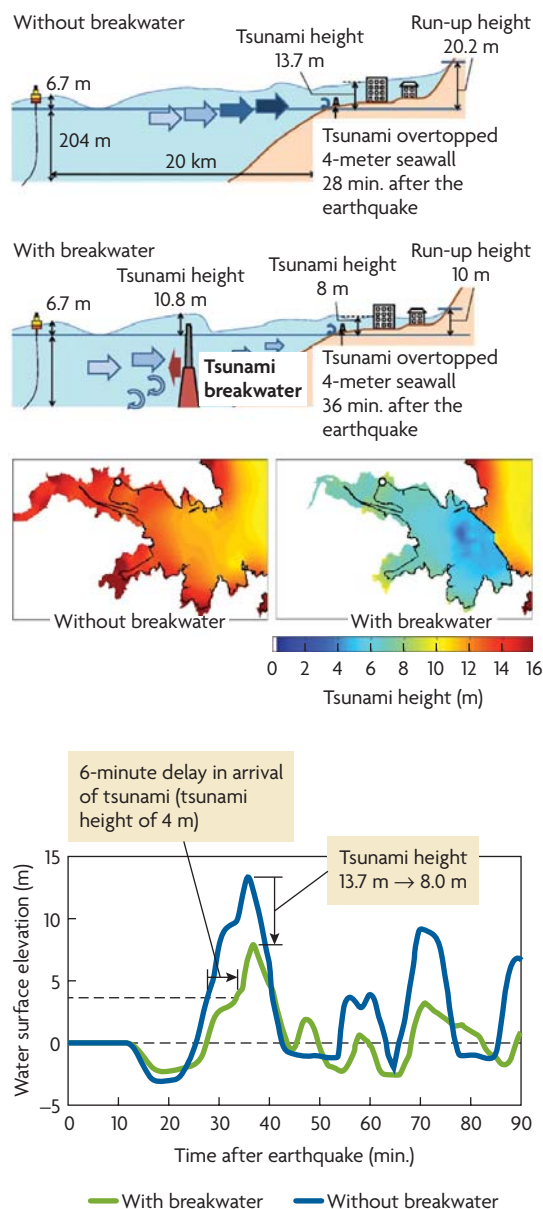 Without breakwater
Tsunami height
13.7 m
Run-up height
20.2 m
6.7 m
204 m
20 km
Tsunami overtopped
4-meter seawall
28 min. after the
earthquake
With breakwater
Tsunami height
10.8 m
Tsunami height
8 m
Run-up height
10 m
6.7 m
Tsunami
breakwater
Tsunami overtopped
4-meter seawall
36 min. after the
earthquake
Without breakwater
With breakwater
0 2 4 6 8 10 12 14 16
Tsunami height (m)
6-minute delay in arrival
of tsunami (tsunami
height of 4 m)
Tsunami height
13.7 m → 8.0 m
Water surface elevation (m)
15
10
5
0
−5
0 10 20 30 40 50 60 70 80 90
Time after earthquake (min.)
With breakwater
Without breakwater